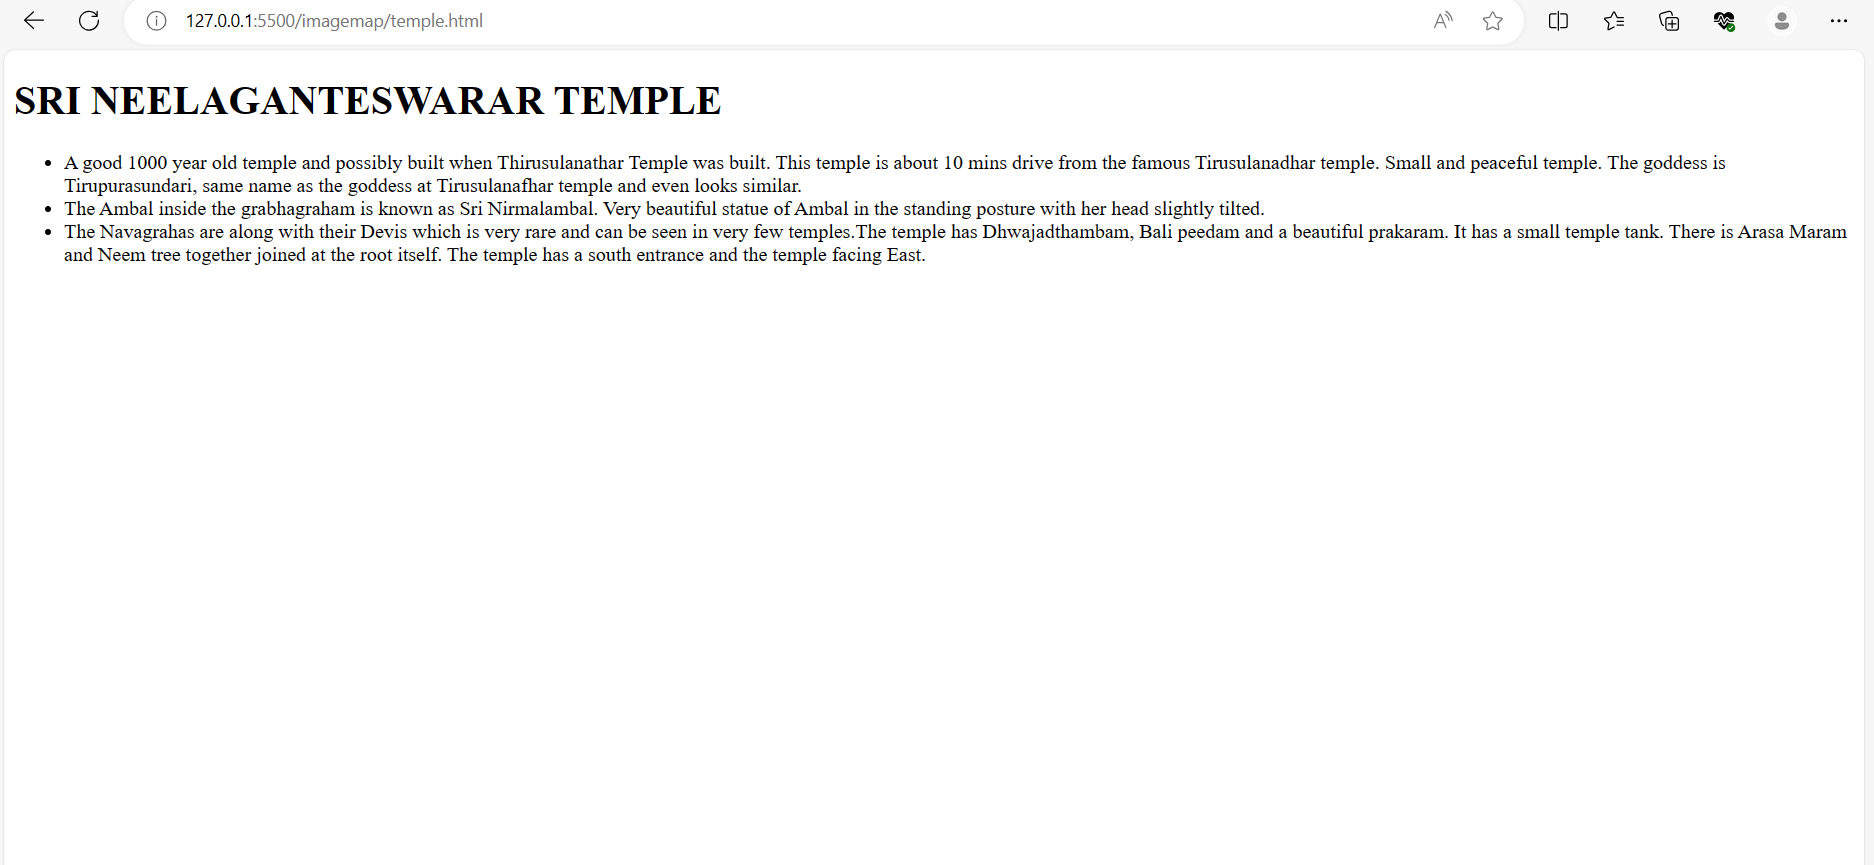 127.0.0.1:5500/imagemap/temple.html
SRI NEELAGANTESWARAR TEMPLE
• A good 1000 year old temple and possibly built when Thirusulanathar Temple was built. This temple is about 10 mins drive from the famous Tirusulanadhar temple. Small and peaceful temple. The goddess is
Tirupurasundari, same name as the goddess at Tirusulanafhar temple and even looks similar.
• The Ambal inside the grabhagraham is known as Sri Nirmalambal. Very beautiful statue of Ambal in the standing posture with her head slightly tilted.
• The Navagrahas are along with their Devis which is very rare and can be seen in very few temples.The temple has Dhwajadthambam, Bali peedam and a beautiful prakaram. It has a small temple tank. There is Arasa Maram
and Neem tree together joined at the root itself. The temple has a south entrance and the temple facing East.